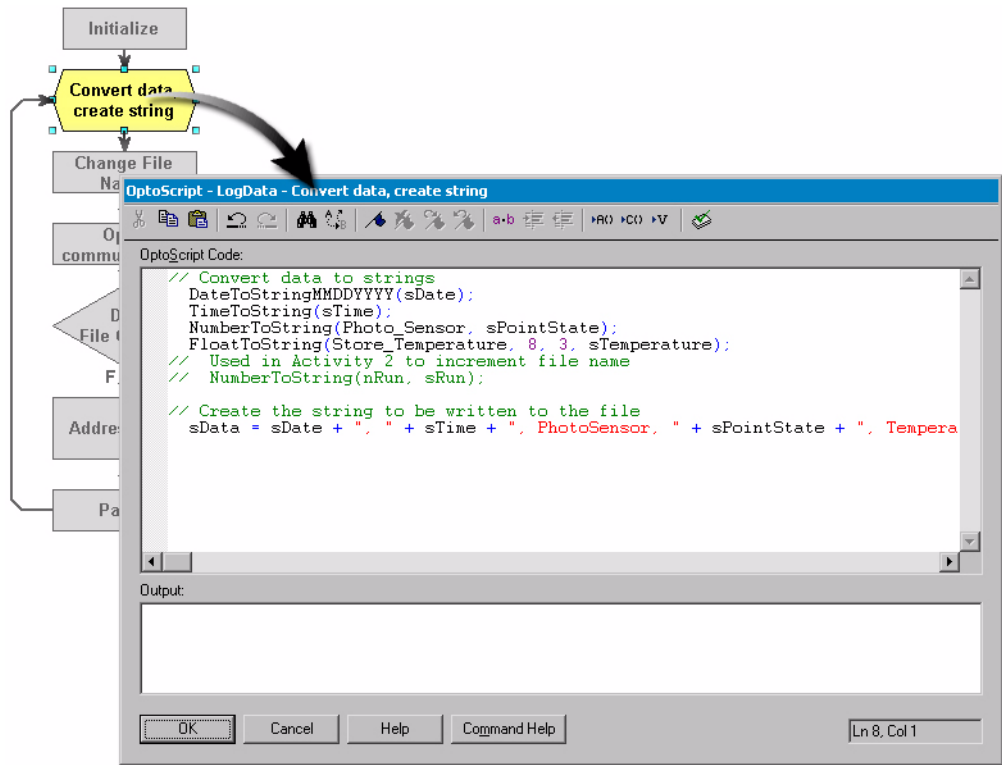 Initialize
Convert data,
create string
Change File
OptoScript - LogData - Convert data, create string
OptoScript Code:
// Convert data to strings
DateToStringMMDDYYYY(sDate);
TimeToString(sTime);
NumberToString(Photo_Sensor, sPointState);
FloatToString(Store_Temperature, 8, 3, sTemperature);
// Used in Activity 2 to increment file name
// NumberToString(nRun, sRun);
// Create the string to be written to the file
sData = sDate + ", " + sTime + ", PhotoSensor, " + sPointState + ", Tempera
File
Output:
OK
Cancel
Help
Command Help
Ln 8, Col 1